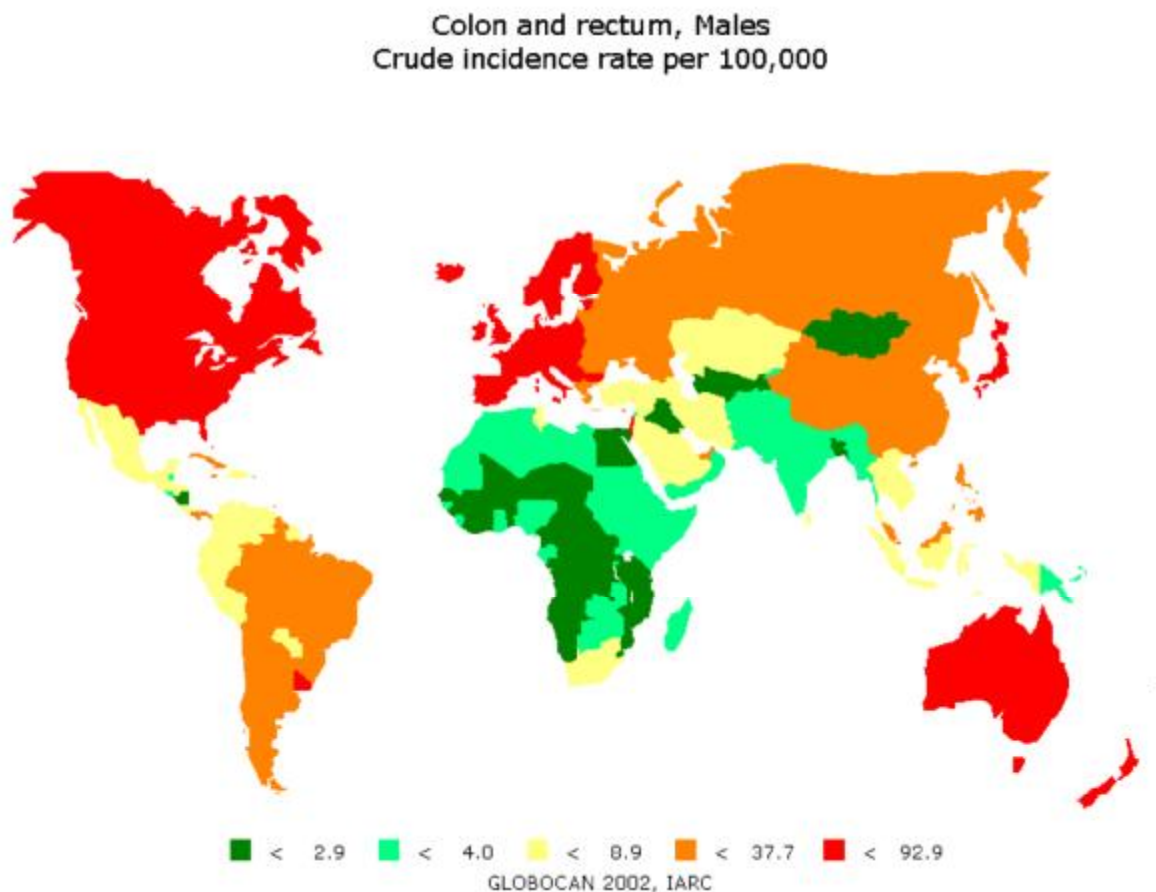 Colon and rectum, Males
Crude incidence rate per 100,000
< 2.9 < 4.0 < 8.9 < 37.7 < 92.9
GLOBOCAN 2002, IARC